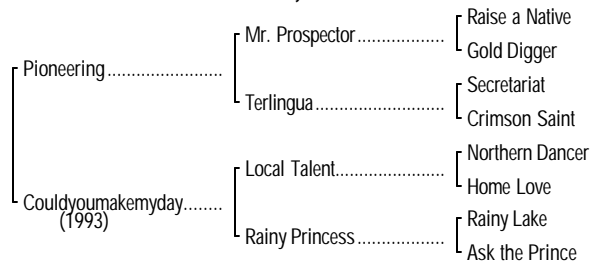 Raise a Native
Mr. Prospector..................
Gold Digger
Pioneering........................
Secretariat
Terlingua...........................
Crimson Saint
Northern Dancer
Local Talent.......................
Home Love
Couldyoumakemyday........
(1993)
Rainy Lake
Rainy Princess..................
Ask the Prince